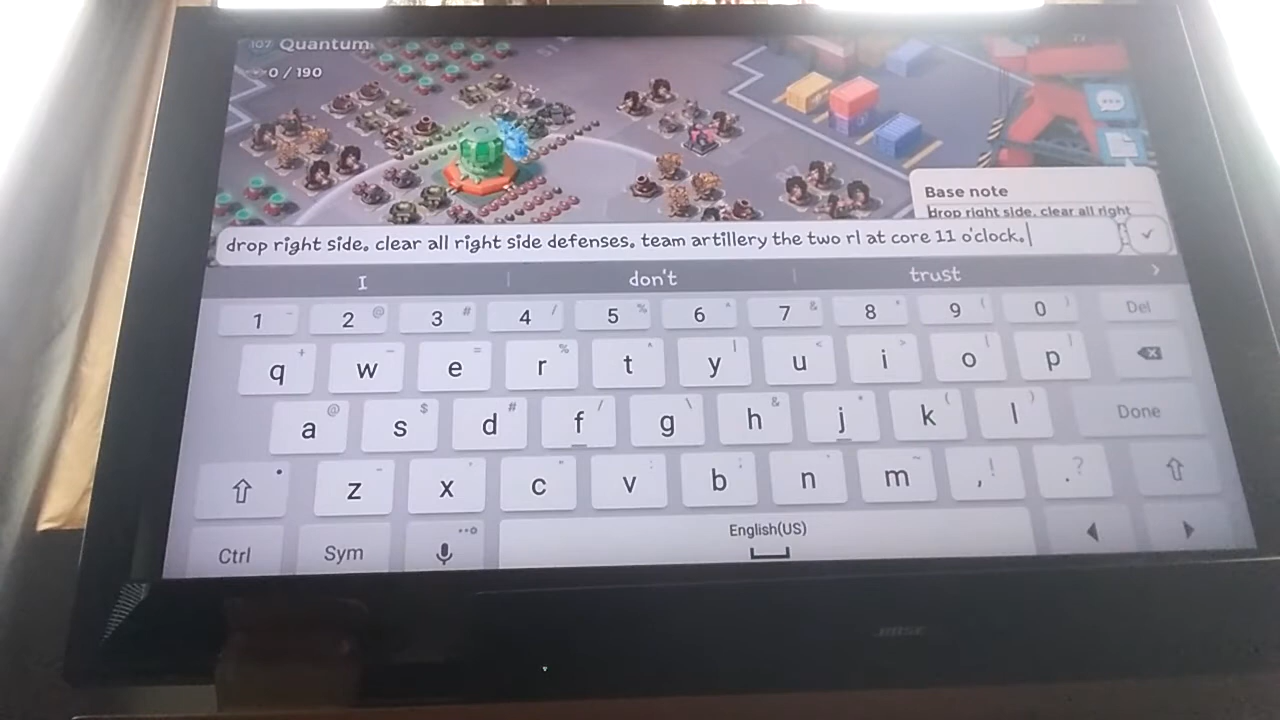 107 Quantum
0 / 190
Base note
drop right side. clear all right
drop right side. clear all right side defenses. team artillery the two rl at core 11 o'clock.
I don't trust
1 2 @ 3 # 4 / 5 % 6 ^ 7 & 8 * 9 ( 0 ) Del
q + w e = r % t ^ y | u < i > o [ p ]
a @ s $ d # f / g \ h & j * k ( l ) Done
z x c v : b ; n m ~ , ! . ?
Ctrl Sym English(US)